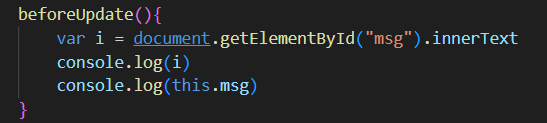 beforeUpdate(){
    var i = document.getElementById("msg").innerText
    console.log(i)
    console.log(this.msg)
}